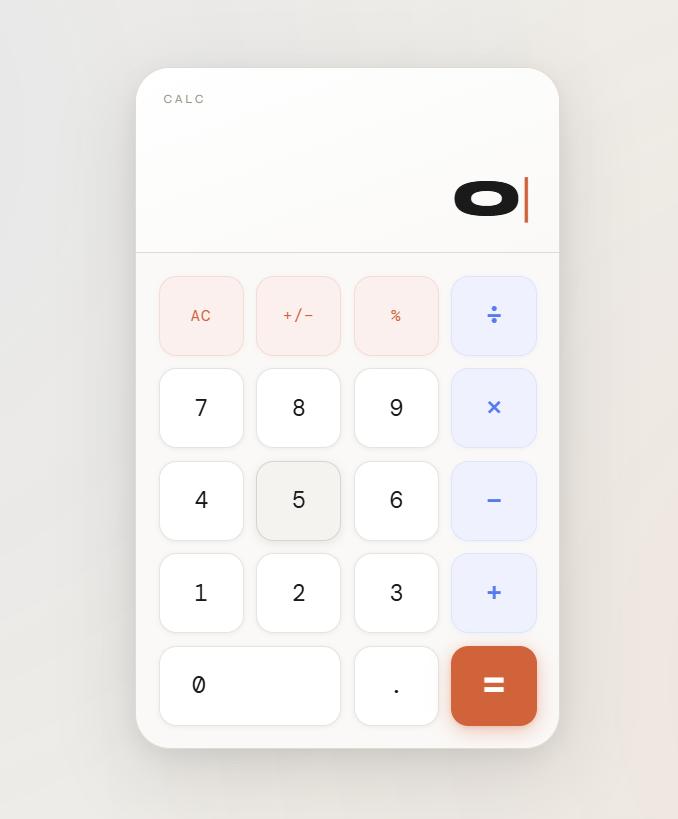 CALC
0
AC +/− % ÷
7 8 9 ×
4 5 6 −
1 2 3 +
0 . =